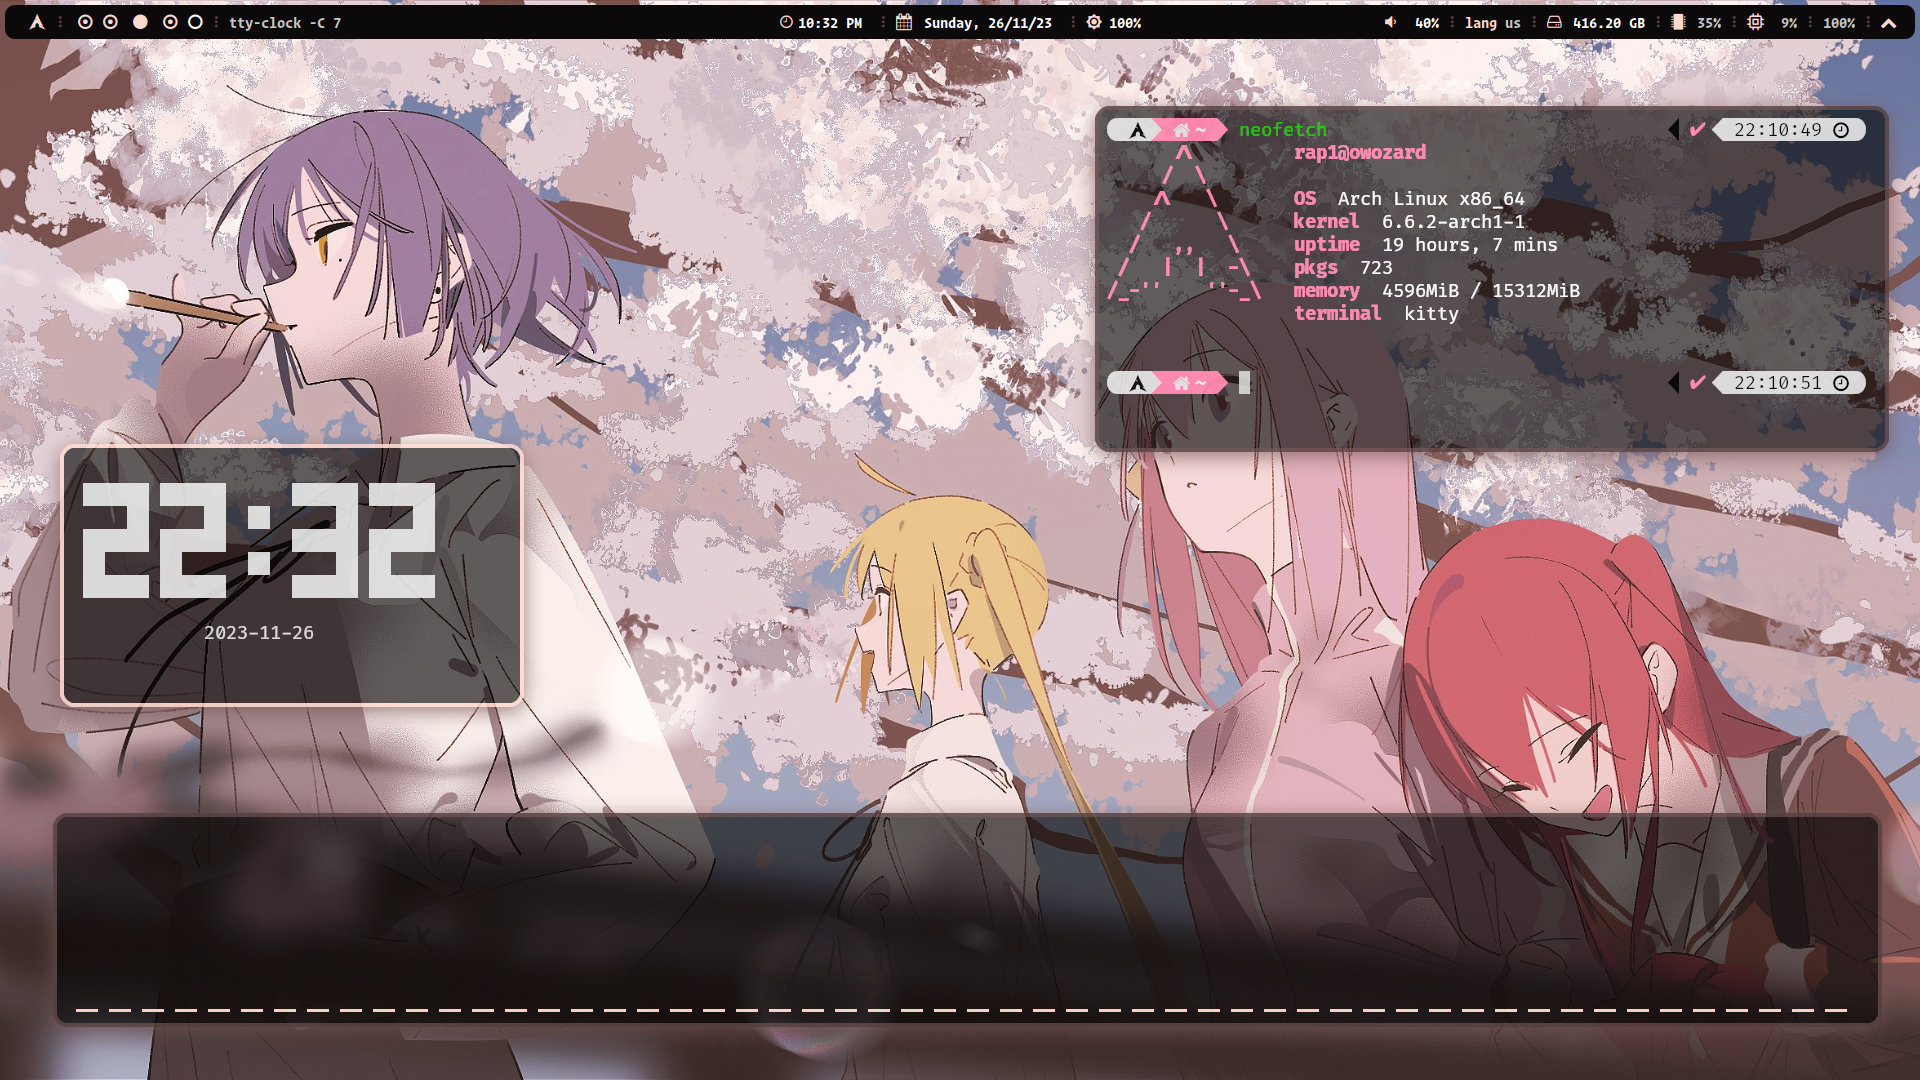 tty-clock -C 7 10:32 PM Sunday, 26/11/23 100% 40% lang us 416.20 GB 35% 9% 100%
~ neofetch ✔ 22:10:49
rap1@owozard
OS Arch Linux x86_64
kernel 6.6.2-arch1-1
uptime 19 hours, 7 mins
pkgs 723
memory 4596MiB / 15312MiB
terminal kitty
~ ✔ 22:10:51
22:32
2023-11-26